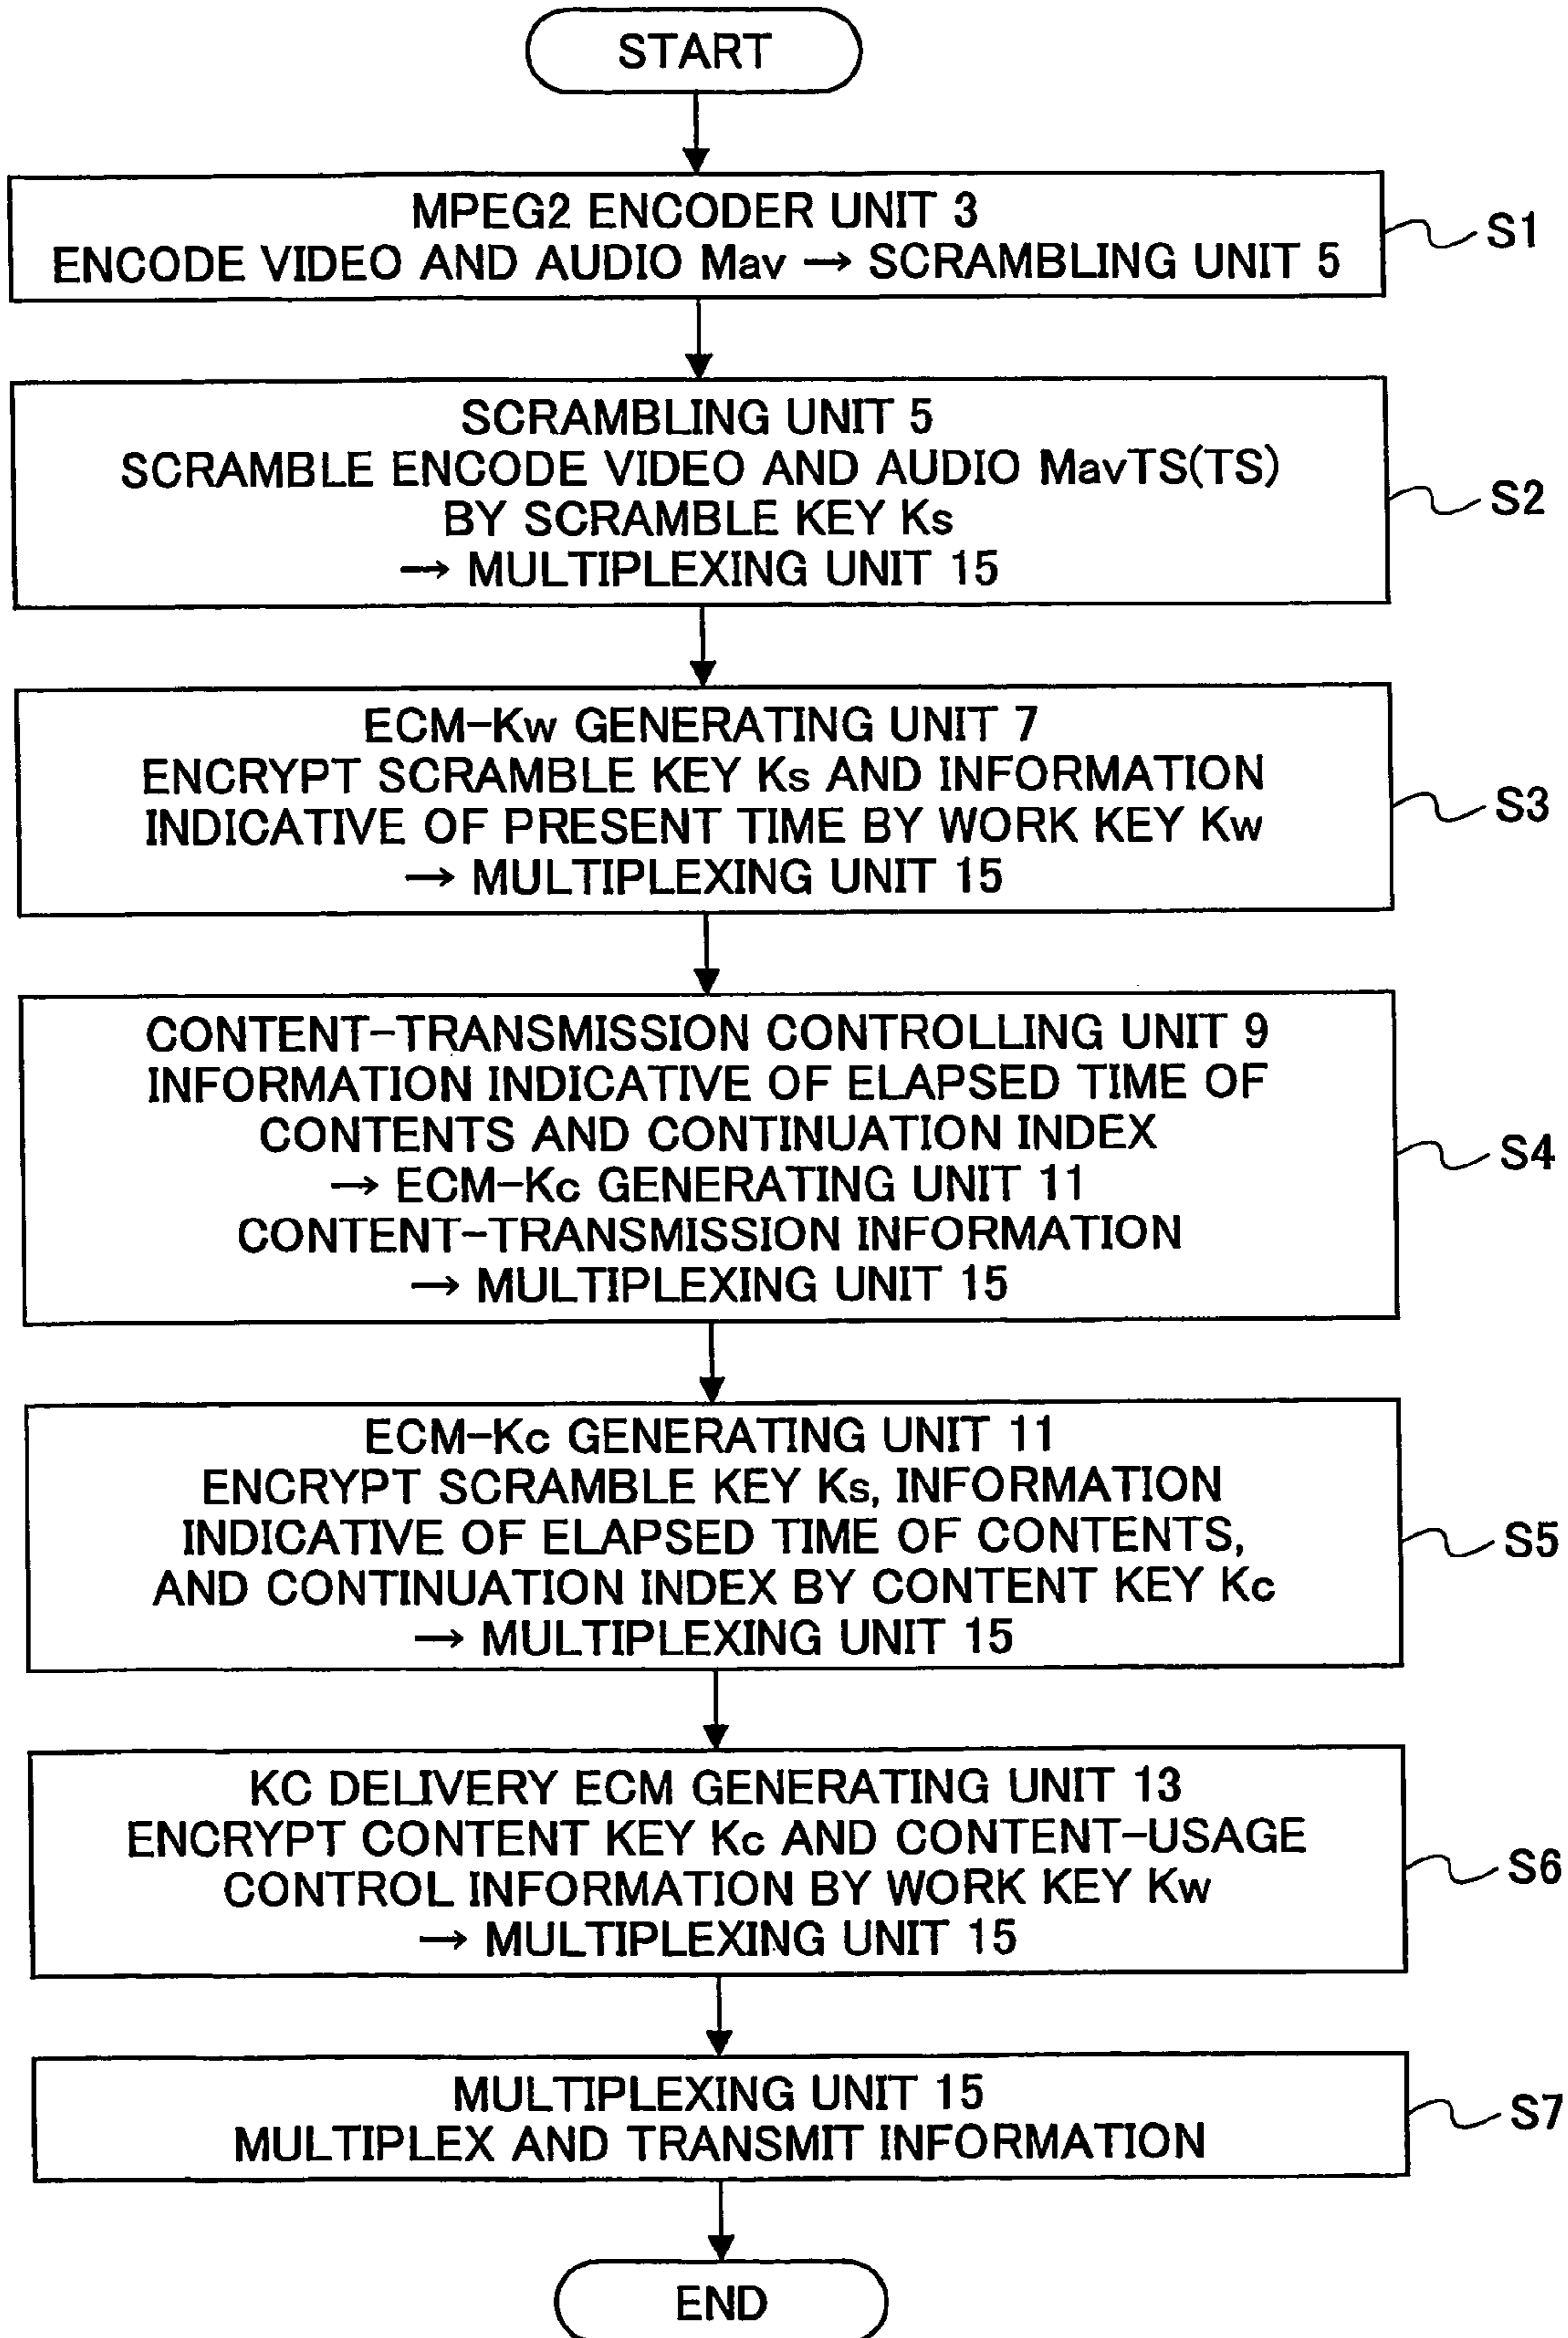 START
MPEG2 ENCODER UNIT 3
ENCODE VIDEO AND AUDIO Mav → SCRAMBLING UNIT 5
S1
SCRAMBLING UNIT 5
SCRAMBLE ENCODE VIDEO AND AUDIO MavTS(TS)
BY SCRAMBLE KEY Ks
→ MULTIPLEXING UNIT 15
S2
ECM-Kw GENERATING UNIT 7
ENCRYPT SCRAMBLE KEY Ks AND INFORMATION
INDICATIVE OF PRESENT TIME BY WORK KEY Kw
→ MULTIPLEXING UNIT 15
S3
CONTENT-TRANSMISSION CONTROLLING UNIT 9
INFORMATION INDICATIVE OF ELAPSED TIME OF
CONTENTS AND CONTINUATION INDEX
→ ECM-Kc GENERATING UNIT 11
CONTENT-TRANSMISSION INFORMATION
→ MULTIPLEXING UNIT 15
S4
ECM-Kc GENERATING UNIT 11
ENCRYPT SCRAMBLE KEY Ks, INFORMATION
INDICATIVE OF ELAPSED TIME OF CONTENTS,
AND CONTINUATION INDEX BY CONTENT KEY Kc
→ MULTIPLEXING UNIT 15
S5
KC DELIVERY ECM GENERATING UNIT 13
ENCRYPT CONTENT KEY Kc AND CONTENT-USAGE
CONTROL INFORMATION BY WORK KEY Kw
→ MULTIPLEXING UNIT 15
S6
MULTIPLEXING UNIT 15
MULTIPLEX AND TRANSMIT INFORMATION
S7
END